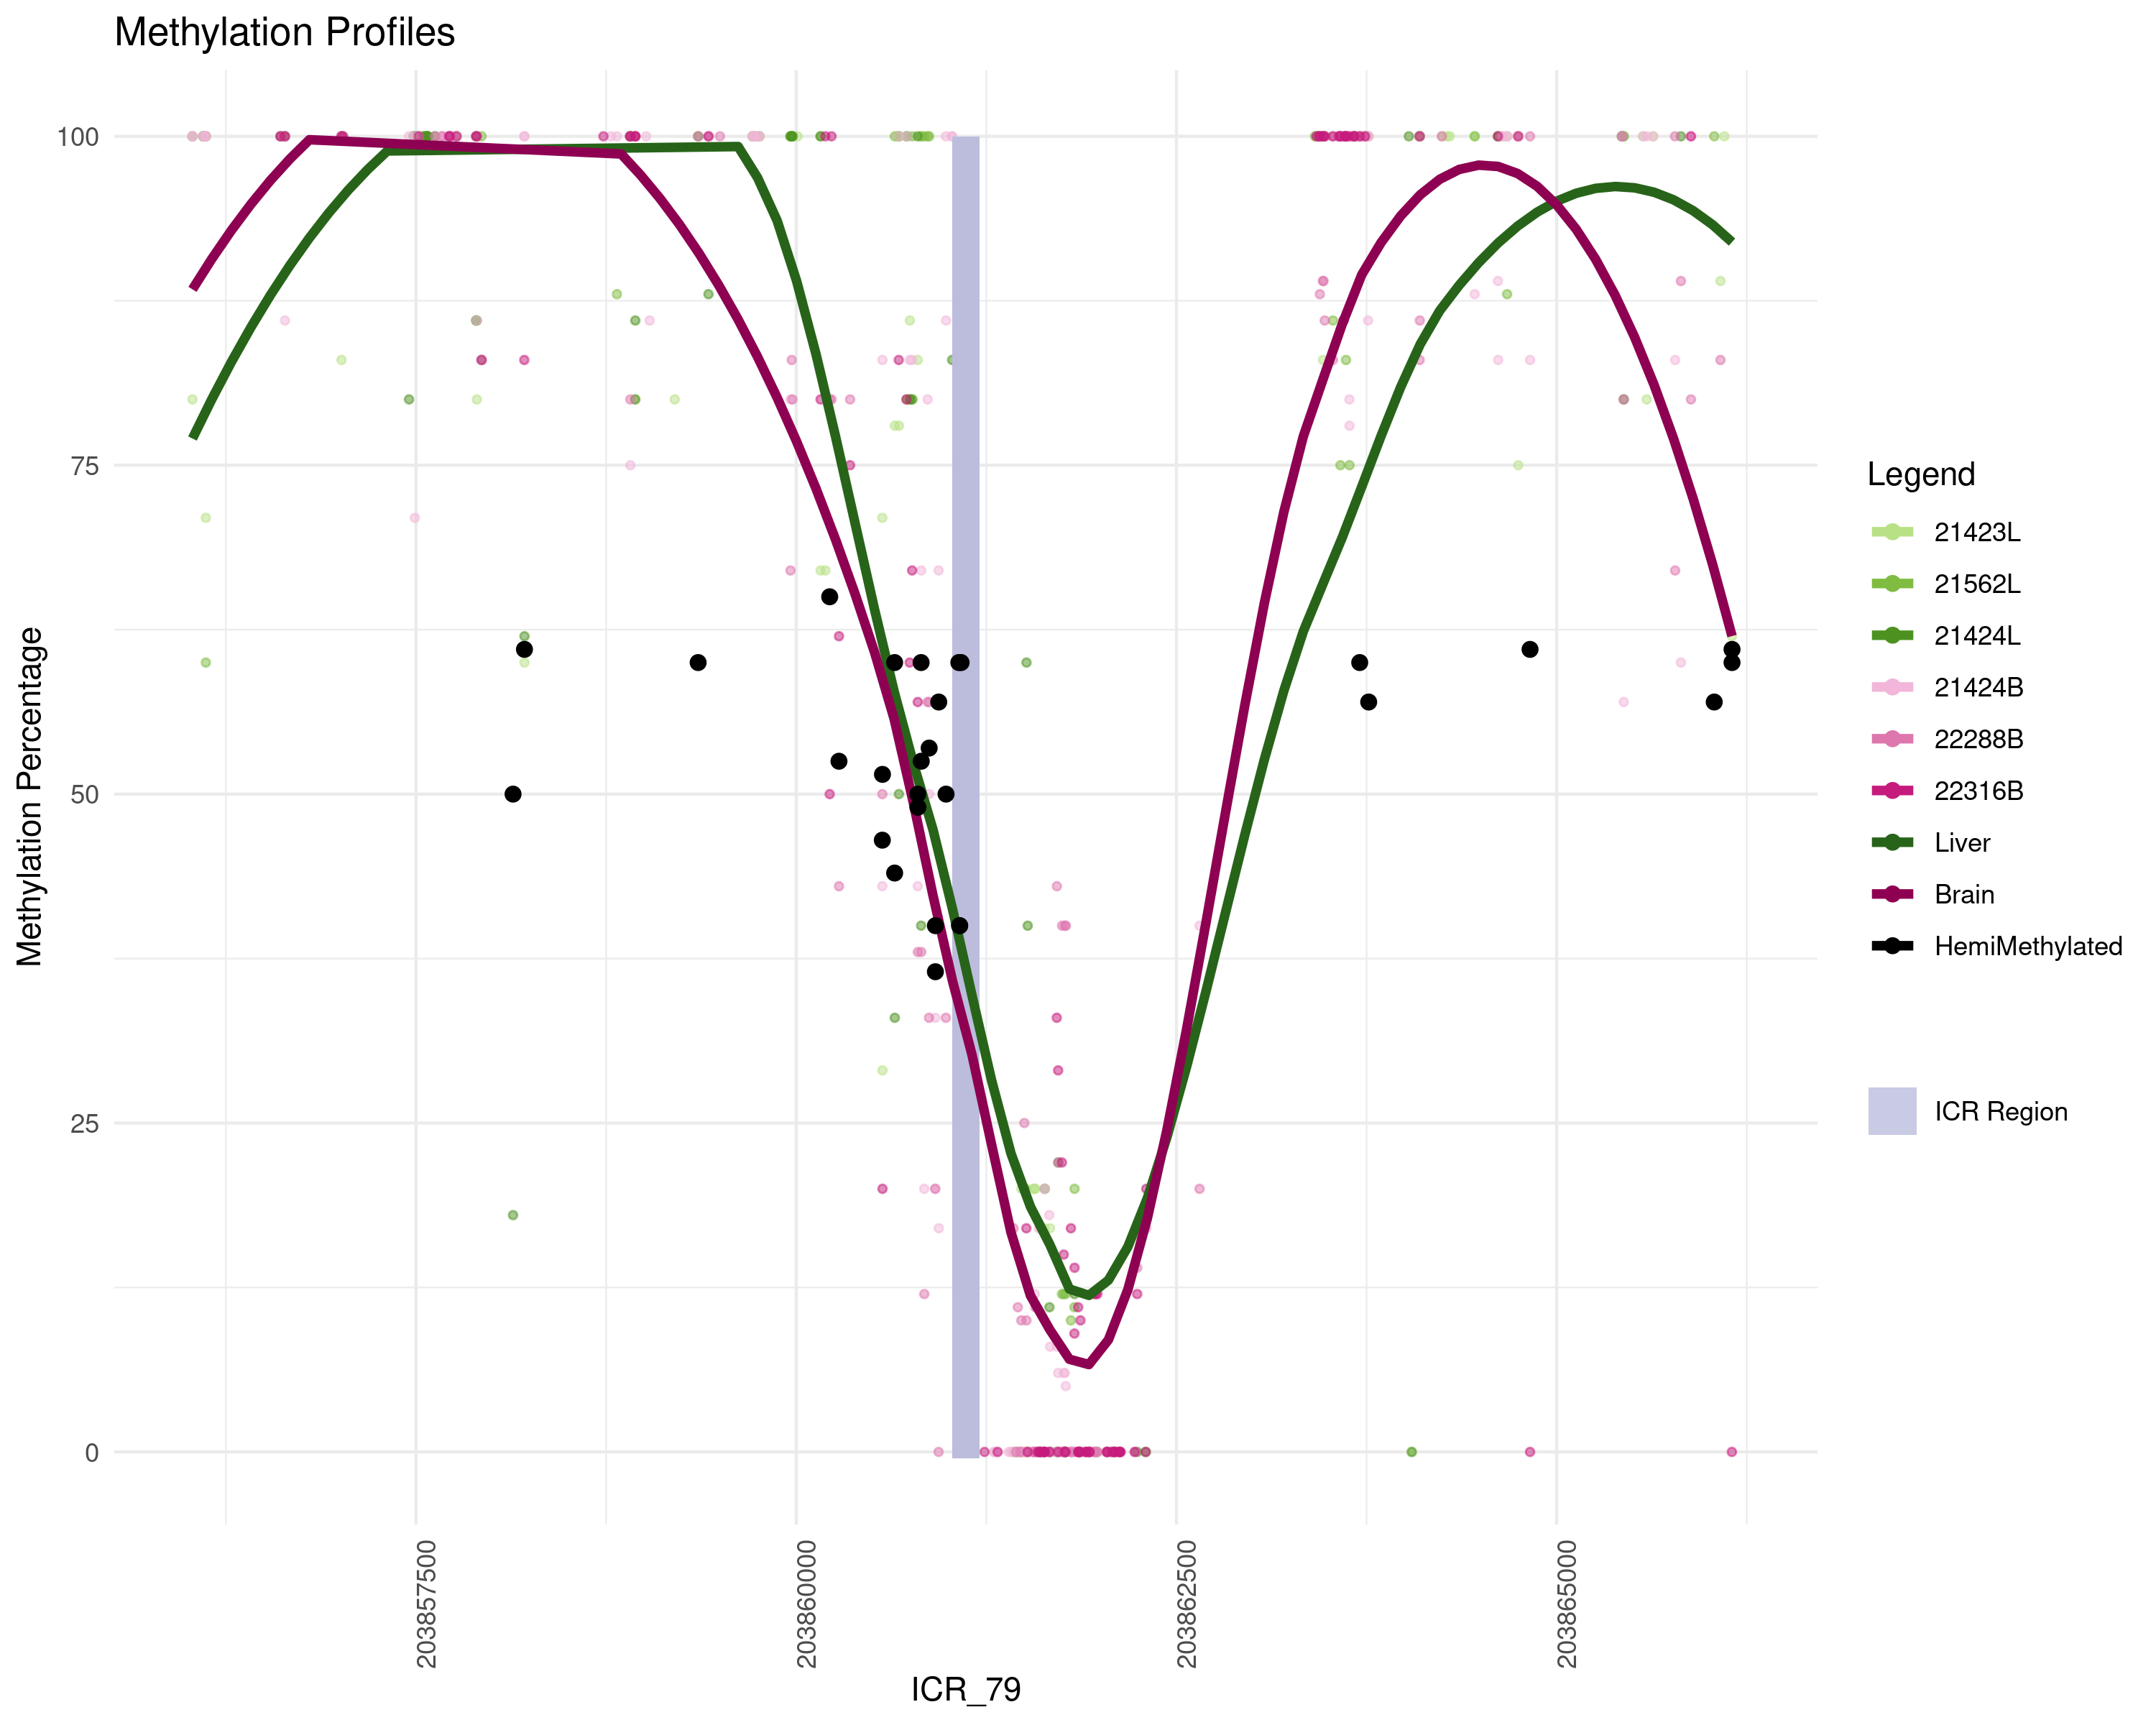 Methylation Profiles
Methylation Percentage
100
75
50
25
0
203857500
203860000
203862500
203865000
ICR_79
Legend
21423L
21562L
21424L
21424B
22288B
22316B
Liver
Brain
HemiMethylated
ICR Region